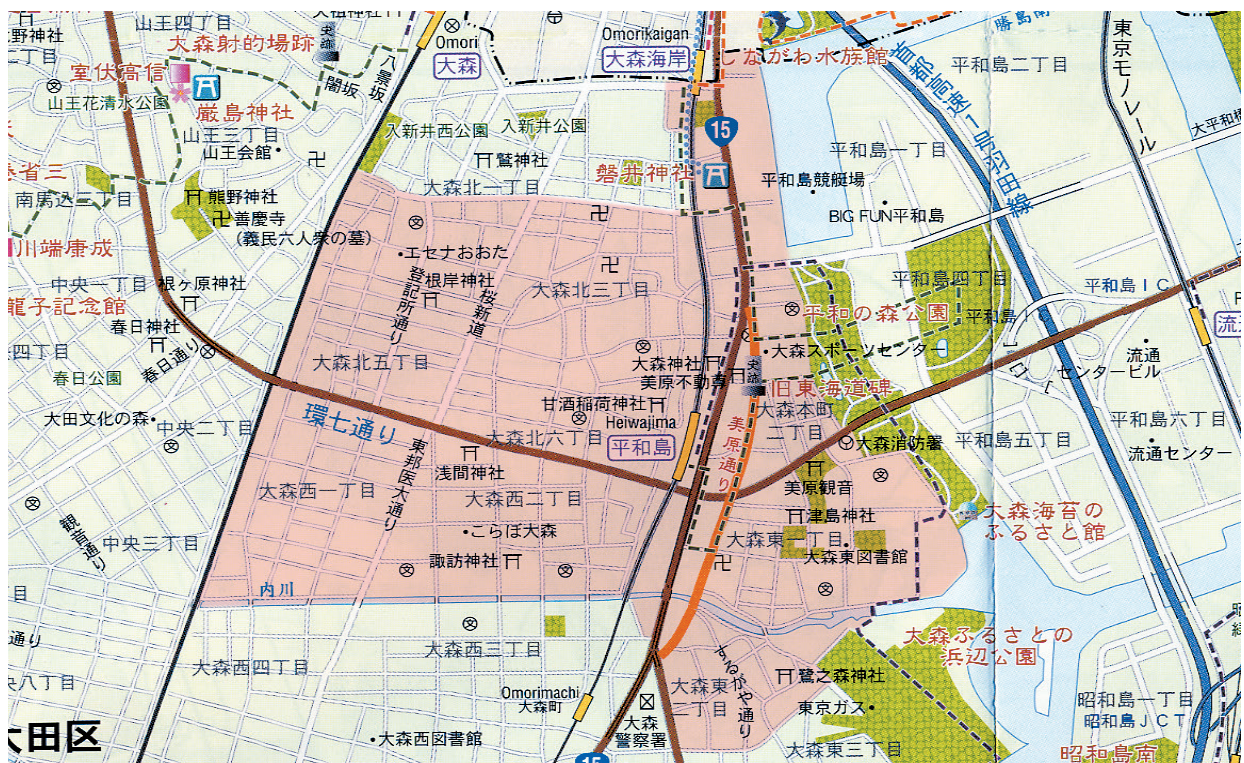 山王四丁目
大森射的場跡
史跡
Omori
大森
Omorikaigan
大森海岸
しながわ水族館
勝島南
首都高速1号羽田線
平和島二丁目
東京モノレール
室伏高信
山王花清水公園
厳島神社
山王三丁目
山王会館
闇坂
八景坂
入新井西公園
入新井公園
鷲神社
15
磐井神社
平和島一丁目
平和島競艇場
BIG FUN平和島
大平和橋
南馬込三丁目
熊野神社
善慶寺
(義民六人衆の墓)
大森北一丁目
川端康成
エセナおおた
登記所通り
根岸神社
桜新道
大森北三丁目
平和島四丁目
平和島IC
中央一丁目
根ヶ原神社
龍子記念館
春日神社
春日通り
平和の森公園
大森スポーツセンター
春日公園
大森北五丁目
大森神社
美原不動尊
史跡
旧東海道碑
流通
センタービル
大田文化の森
中央二丁目
環七通り
甘酒稲荷神社
Heiwajima
平和島
大森北六丁目
美原通り
大森本町
二丁目
大森消防署
平和島五丁目
平和島六丁目
流通センター
東邦医大通り
浅間神社
大森西一丁目
大森西二丁目
美原観音
観音通り
中央三丁目
こらぼ大森
津島神社
大森海苔の
ふるさと館
諏訪神社
大森東一丁目
大森東図書館
内川
大森西四丁目
大森西三丁目
大森ふるさとの
浜辺公園
するがや通り
大森東
二丁目
鷺之森神社
東京ガス
昭和島一丁目
昭和島JCT
Omorimachi
大森町
大森
警察署
大森西図書館
大森東三丁目
昭和島南
15